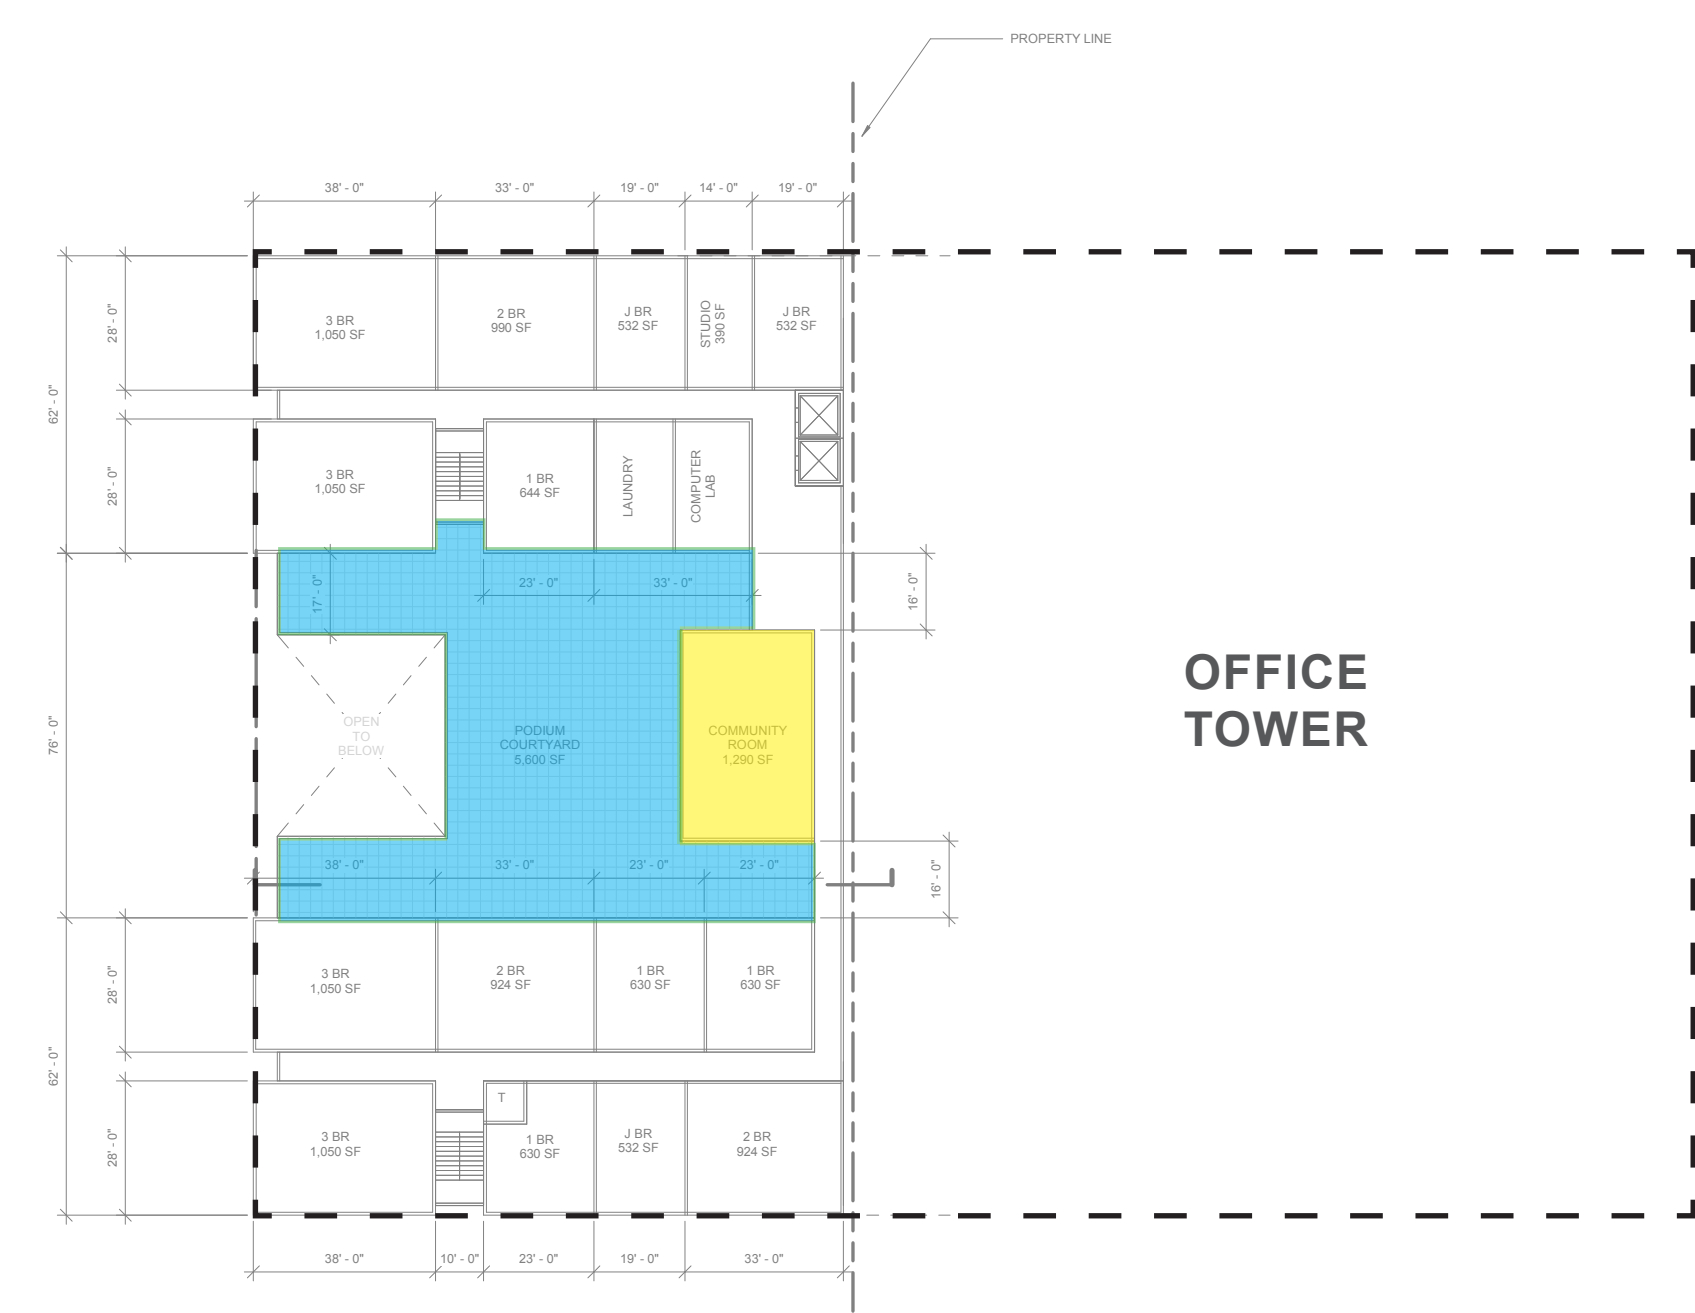 PROPERTY LINE
38' - 0"
33' - 0"
19' - 0"
14' - 0"
19' - 0"
62' - 0"
28' - 0"
3 BR
1,050 SF
2 BR
990 SF
J BR
532 SF
STUDIO
390 SF
J BR
532 SF
28' - 0"
3 BR
1,050 SF
1 BR
644 SF
LAUNDRY
COMPUTER
LAB
17' - 0"
23' - 0"
33' - 0"
16' - 0"
76' - 0"
OPEN
TO
BELOW
PODIUM
COURTYARD
5,600 SF
COMMUNITY
ROOM
1,290 SF
OFFICE
TOWER
38' - 0"
33' - 0"
23' - 0"
23' - 0"
16' - 0"
62' - 0"
28' - 0"
3 BR
1,050 SF
2 BR
924 SF
1 BR
630 SF
1 BR
630 SF
28' - 0"
3 BR
1,050 SF
T
1 BR
630 SF
J BR
532 SF
2 BR
924 SF
38' - 0"
10' - 0"
23' - 0"
19' - 0"
33' - 0"